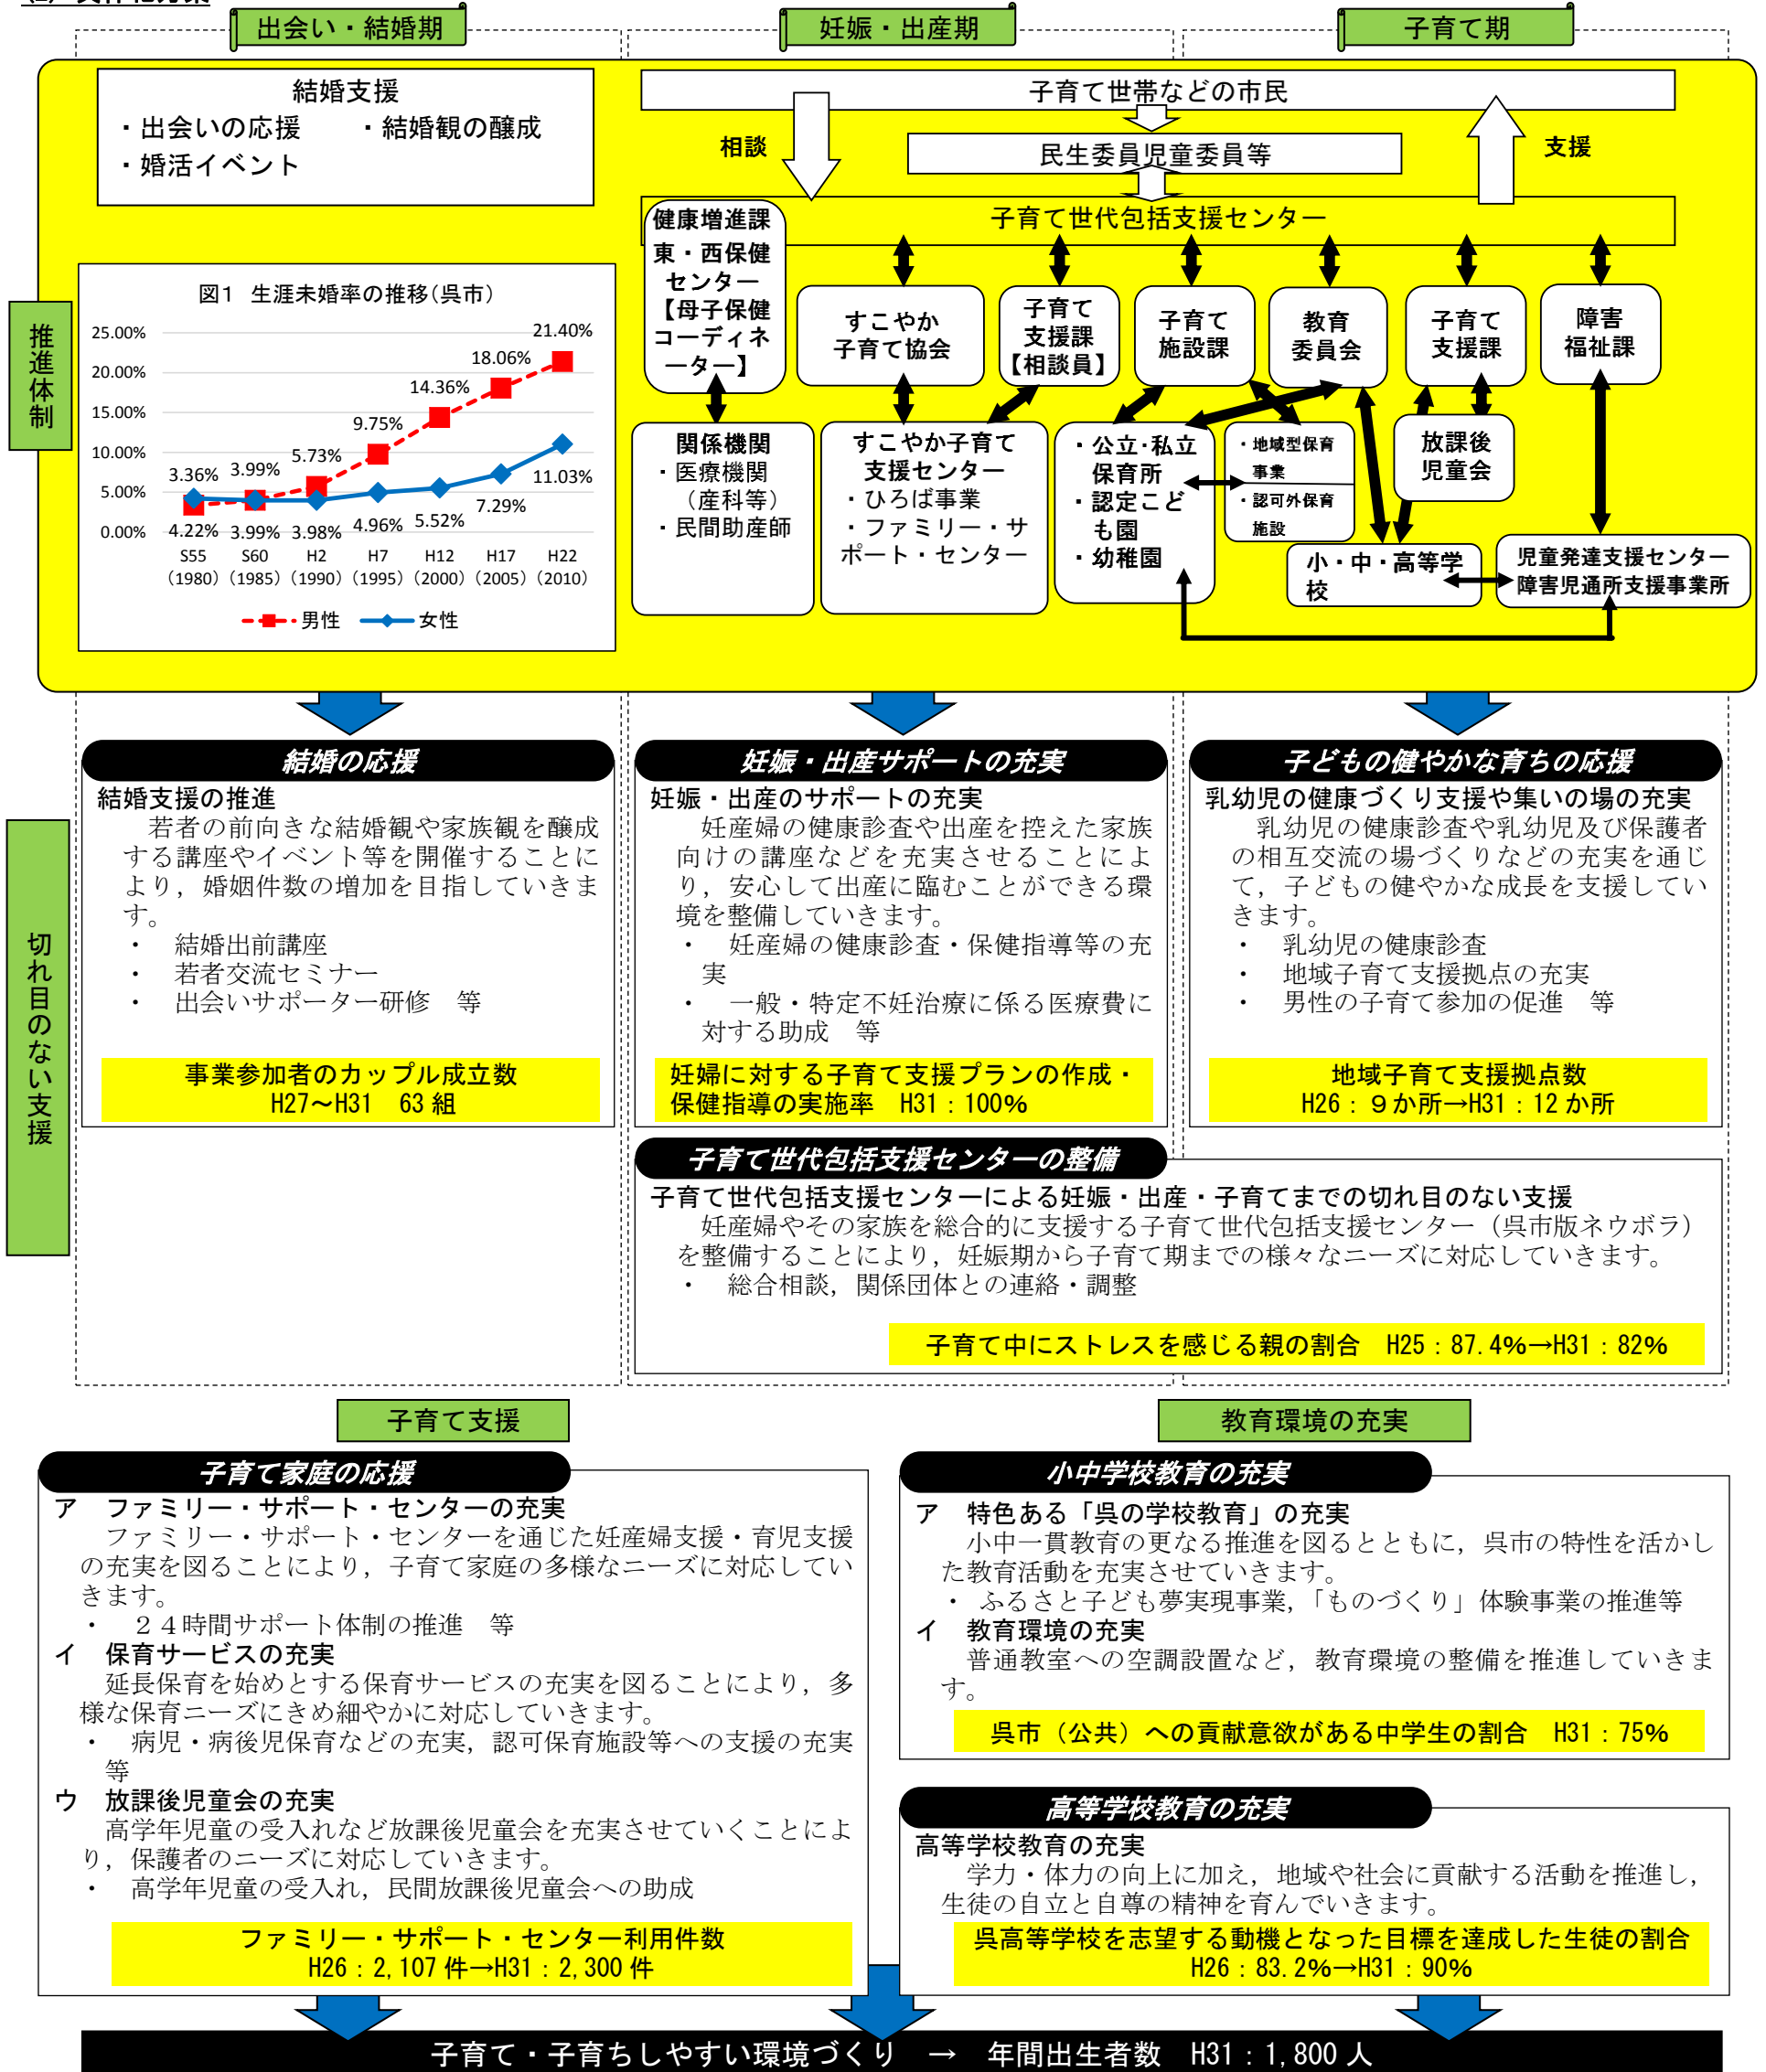 出会い・結婚期
妊娠・出産期
子育て期
推進体制
結婚支援
・出会いの応援　・結婚観の醸成
・婚活イベント
図1　生涯未婚率の推移(呉市)
25.00%
20.00%
15.00%
10.00%
5.00%
0.00%
3.36%
3.99%
5.73%
9.75%
14.36%
18.06%
21.40%
4.22%
3.99%
3.98%
4.96%
5.52%
7.29%
11.03%
S55 S60 H2 H7 H12 H17 H22
(1980) (1985) (1990) (1995) (2000) (2005) (2010)
男性 女性
子育て世帯などの市民
相談
民生委員児童委員等
支援
子育て世代包括支援センター
健康増進課
東・西保健
センター
【母子保健
コーディネ
ーター】
すこやか
子育て協会
子育て
支援課
【相談員】
子育て
施設課
教育
委員会
子育て
支援課
障害
福祉課
関係機関
・医療機関
（産科等）
・民間助産師
すこやか子育て
支援センター
・ひろば事業
・ファミリー・サ
ポート・センター
・公立・私立
保育所
・認定こど
も園
・幼稚園
・地域型保育
事業
・認可外保育
施設
放課後
児童会
小・中・高等学
校
児童発達支援センター
障害児通所支援事業所
切れ目のない支援
結婚の応援
結婚支援の推進
若者の前向きな結婚観や家族観を醸成
する講座やイベント等を開催することに
より，婚姻件数の増加を目指していきま
す。
・　結婚出前講座
・　若者交流セミナー
・　出会いサポーター研修　等
事業参加者のカップル成立数
H27～H31　63 組
妊娠・出産サポートの充実
妊娠・出産のサポートの充実
妊産婦の健康診査や出産を控えた家族
向けの講座などを充実させることによ
り，安心して出産に臨むことができる環
境を整備していきます。
・　妊産婦の健康診査・保健指導等の充
実
・　一般・特定不妊治療に係る医療費に
対する助成　等
妊婦に対する子育て支援プランの作成・
保健指導の実施率　H31：100%
子どもの健やかな育ちの応援
乳幼児の健康づくり支援や集いの場の充実
乳幼児の健康診査や乳幼児及び保護者
の相互交流の場づくりなどの充実を通じ
て，子どもの健やかな成長を支援してい
きます。
・　乳幼児の健康診査
・　地域子育て支援拠点の充実
・　男性の子育て参加の促進　等
地域子育て支援拠点数
H26：９か所→H31：12 か所
子育て世代包括支援センターの整備
子育て世代包括支援センターによる妊娠・出産・子育てまでの切れ目のない支援
妊産婦やその家族を総合的に支援する子育て世代包括支援センター（呉市版ネウボラ）
を整備することにより，妊娠期から子育て期までの様々なニーズに対応していきます。
・　総合相談，関係団体との連絡・調整
子育て中にストレスを感じる親の割合　H25：87.4%→H31：82%
子育て支援
子育て家庭の応援
ア　ファミリー・サポート・センターの充実
ファミリー・サポート・センターを通じた妊産婦支援・育児支援
の充実を図ることにより，子育て家庭の多様なニーズに対応してい
きます。
・　２４時間サポート体制の推進　等
イ　保育サービスの充実
延長保育を始めとする保育サービスの充実を図ることにより，多
様な保育ニーズにきめ細やかに対応していきます。
・　病児・病後児保育などの充実，認可保育施設等への支援の充実
等
ウ　放課後児童会の充実
高学年児童の受入れなど放課後児童会を充実させていくことによ
り，保護者のニーズに対応していきます。
・　高学年児童の受入れ，民間放課後児童会への助成
ファミリー・サポート・センター利用件数
H26：2,107 件→H31：2,300 件
教育環境の充実
小中学校教育の充実
ア　特色ある「呉の学校教育」の充実
小中一貫教育の更なる推進を図るとともに，呉市の特性を活かし
た教育活動を充実させていきます。
・ ふるさと子ども夢実現事業，「ものづくり」体験事業の推進等
イ　教育環境の充実
普通教室への空調設置など，教育環境の整備を推進していきま
す。
呉市（公共）への貢献意欲がある中学生の割合　H31：75%
高等学校教育の充実
高等学校教育の充実
学力・体力の向上に加え，地域や社会に貢献する活動を推進し，
生徒の自立と自尊の精神を育んでいきます。
呉高等学校を志望する動機となった目標を達成した生徒の割合
H26：83.2%→H31：90%
子育て・子育ちしやすい環境づくり　→　年間出生者数　H31：1,800 人